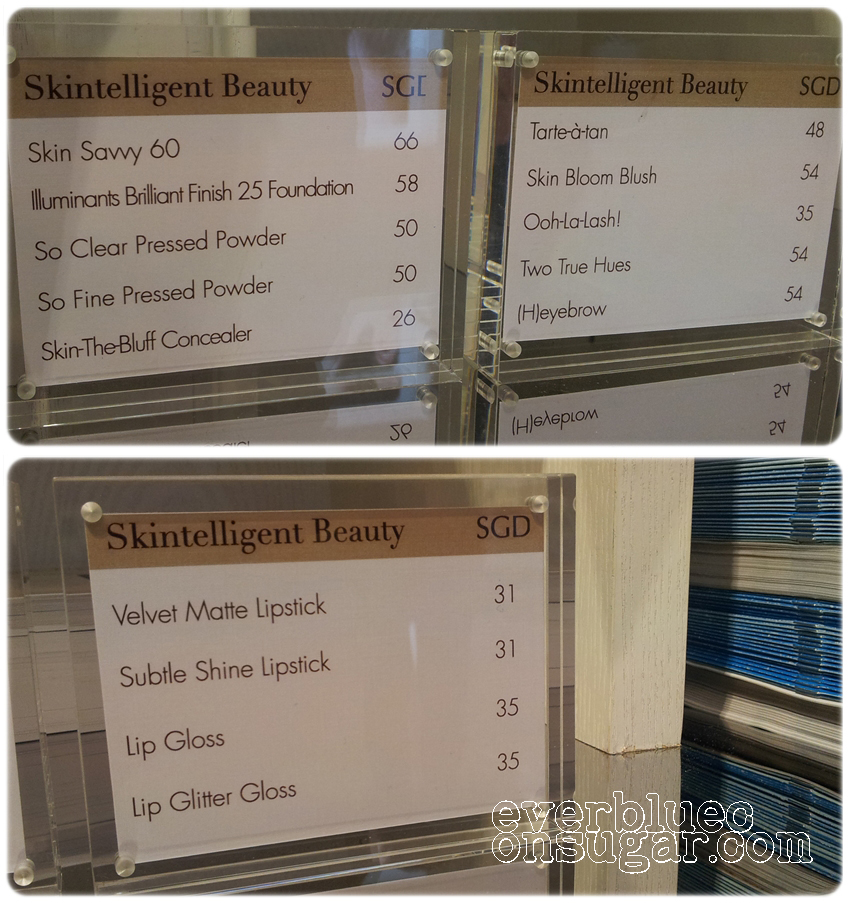 Skintelligent Beauty SGD
Skin Savvy 60 66
Illuminants Brilliant Finish 25 Foundation 58
So Clear Pressed Powder 50
So Fine Pressed Powder 50
Skin-The-Bluff Concealer 26
Skintelligent Beauty SGD
Tarte-à-tan 48
Skin Bloom Blush 54
Ooh-La-Lash! 35
Two True Hues 54
(H)eyebrow 54
Skintelligent Beauty SGD
Velvet Matte Lipstick 31
Subtle Shine Lipstick 31
Lip Gloss 35
Lip Glitter Gloss 35
everbluec
onsugar.com